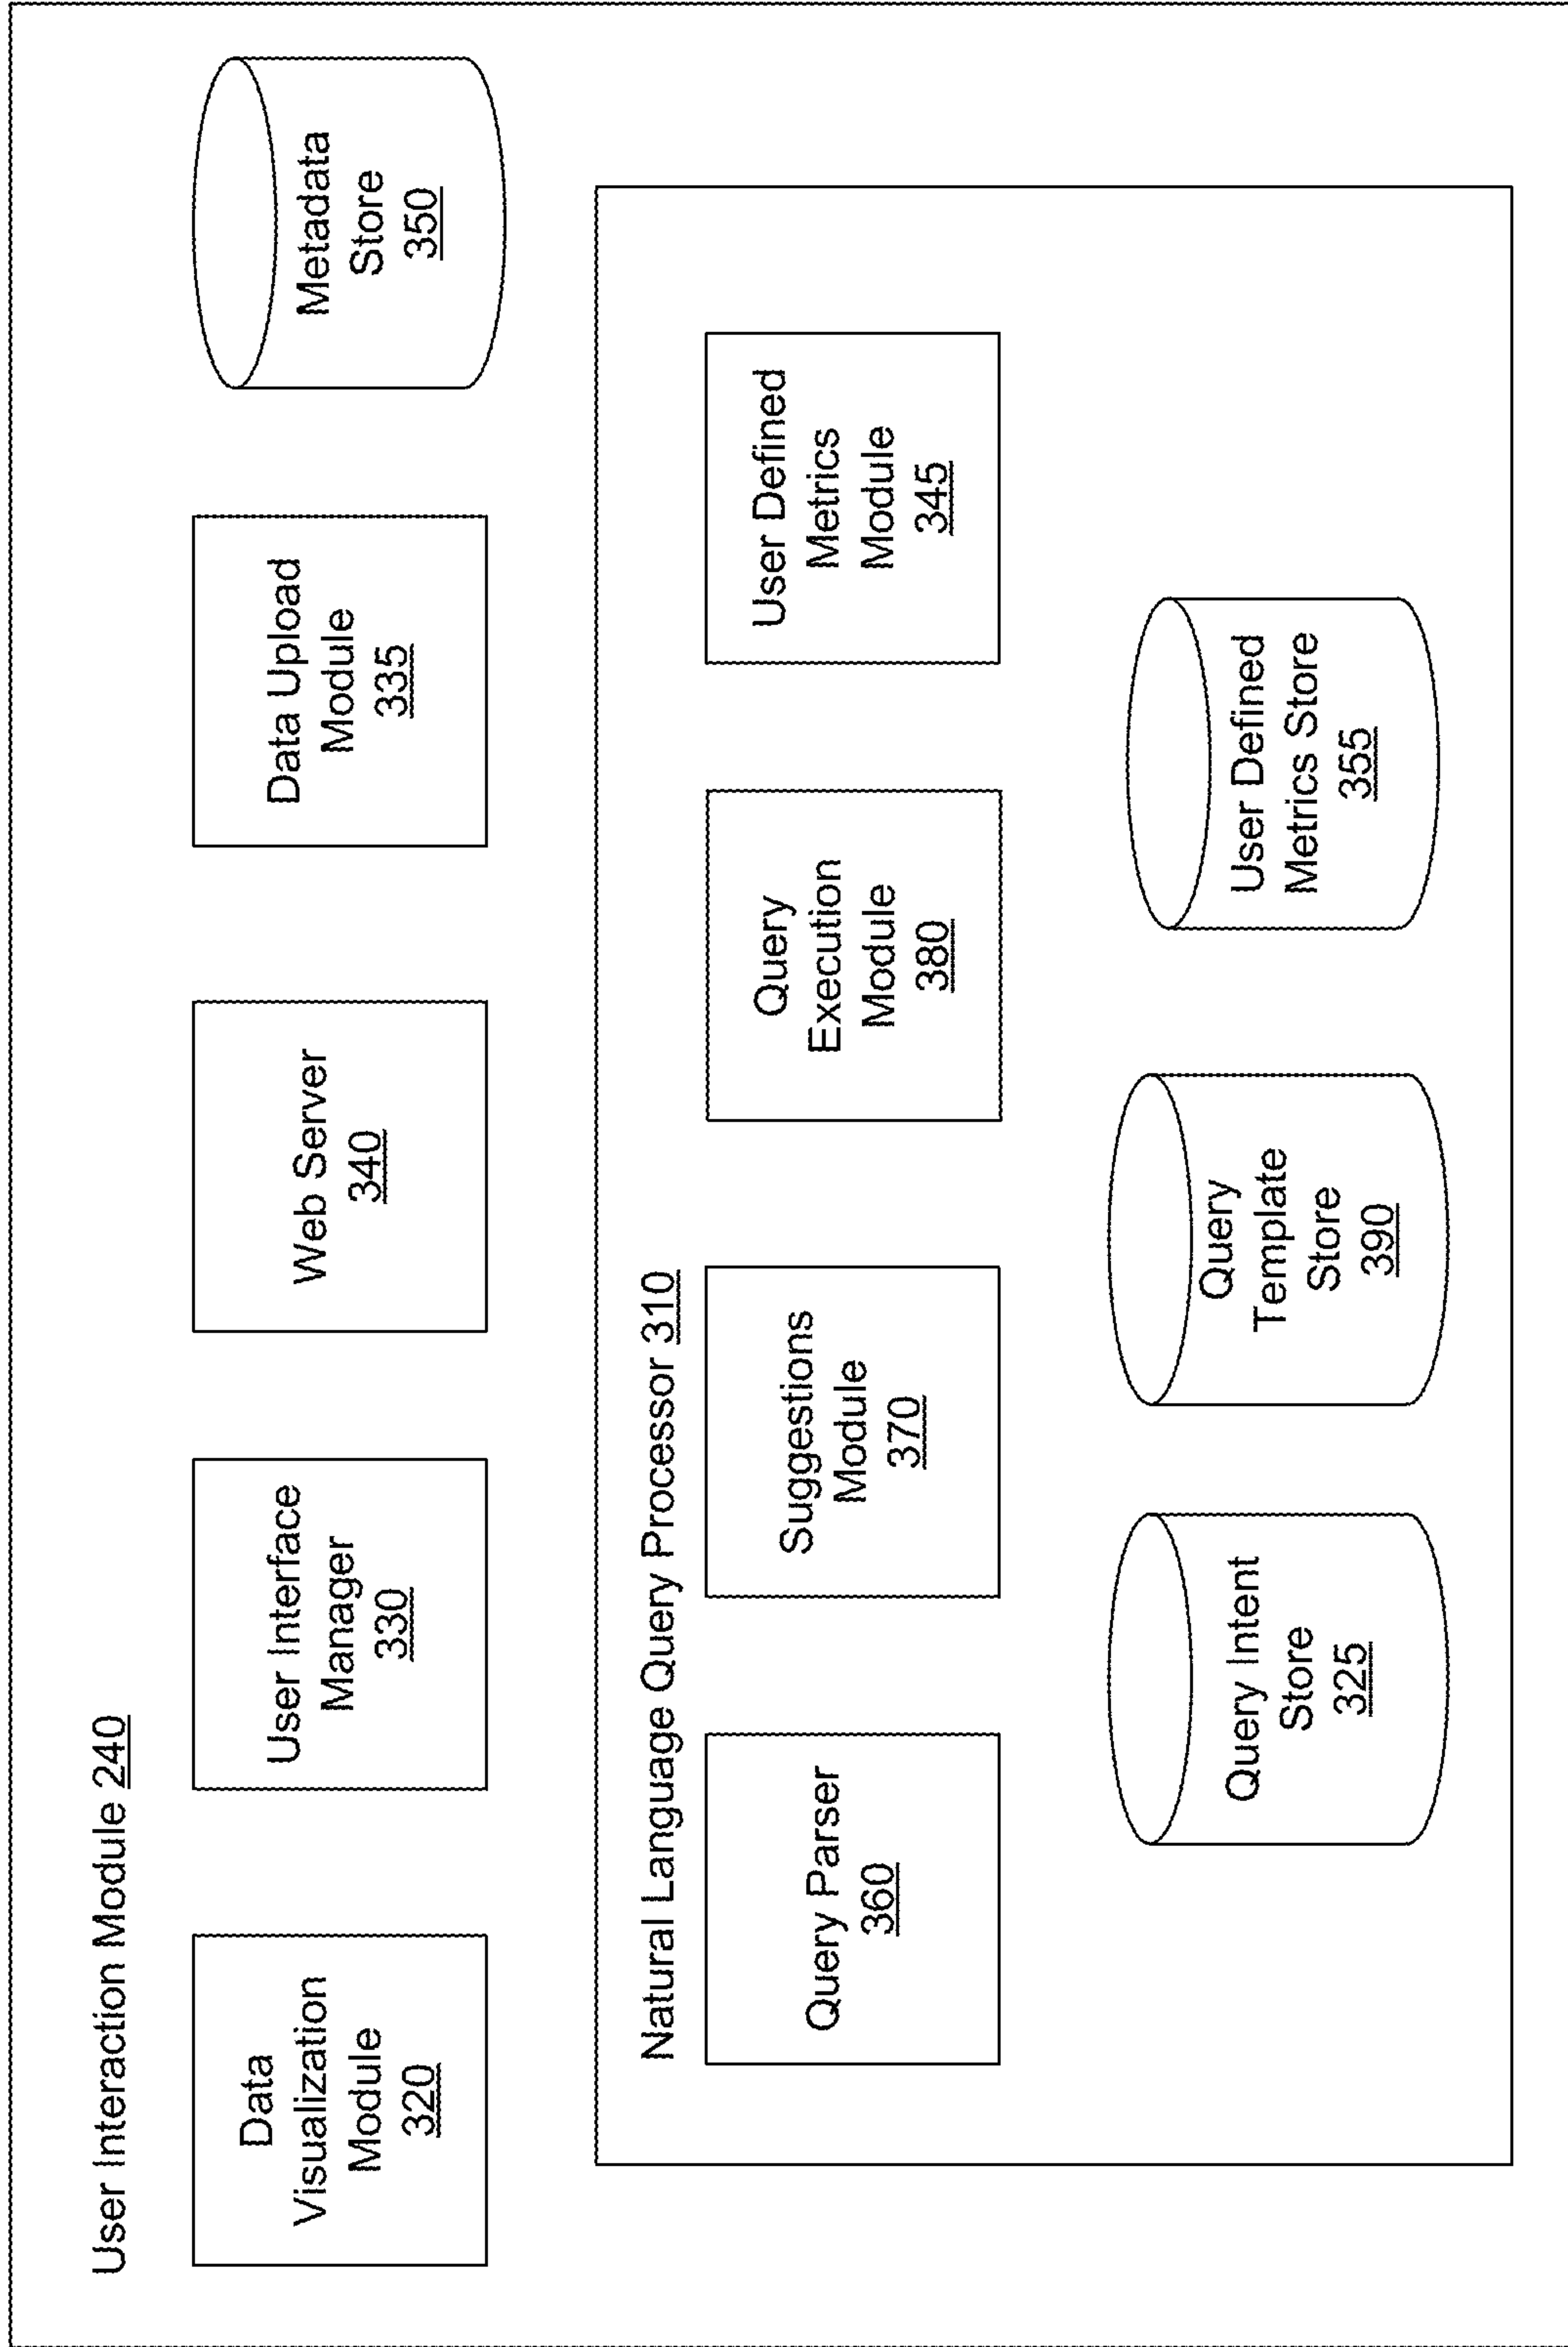 User Interaction Module 240
Data
Visualization
Module
320
User Interface
Manager
330
Web Server
340
Data Upload
Module
335
Metadata
Store
350
Natural Language Query Processor 310
Query Parser
360
Suggestions
Module
370
Query
Execution
Module
380
User Defined
Metrics
Module
345
Query Intent
Store
325
Query
Template
Store
390
User Defined
Metrics Store
355